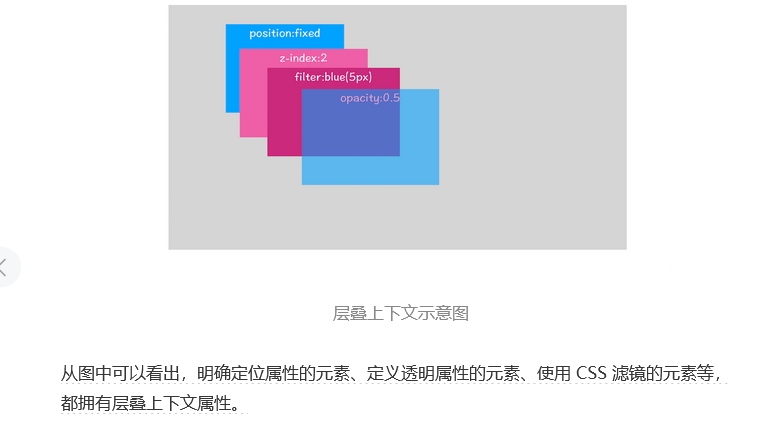 position:fixed
z-index:2
filter:blue(5px)
opacity:0.5
层叠上下文示意图
从图中可以看出，明确定位属性的元素、定义透明属性的元素、使用 CSS 滤镜的元素等，
都拥有层叠上下文属性。